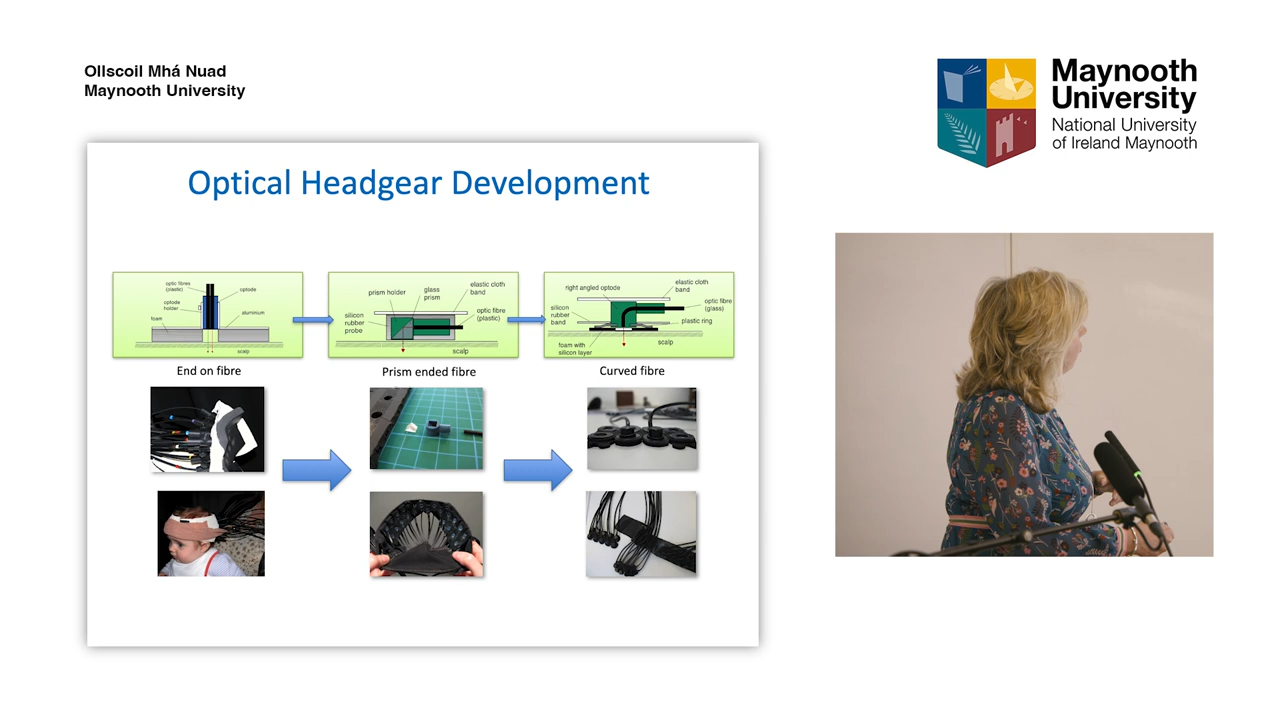 Ollscoil Mhá Nuad
Maynooth University
Maynooth
University
National University
of Ireland Maynooth
Optical Headgear Development
optic fibres
(plastic)
optode
optode
holder
aluminium
foam
scalp
prism holder
glass
prism
elastic cloth
band
silicon
rubber
probe
optic fibre
(plastic)
scalp
right angled optode
elastic cloth
band
silicon
rubber
band
optic fibre
(glass)
plastic ring
foam with
silicon layer
scalp
End on fibre
Prism ended fibre
Curved fibre